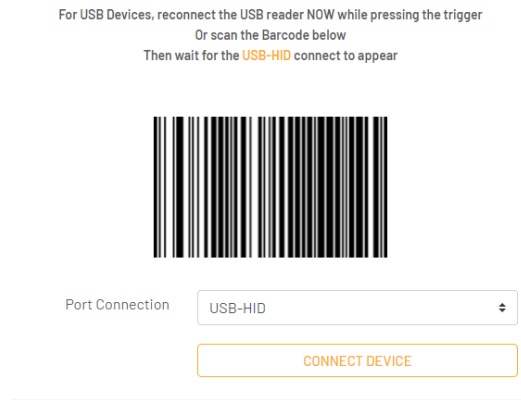 For USB Devices, reconnect the USB reader NOW while pressing the trigger
Or scan the Barcode below
Then wait for the USB-HID connect to appear
Port Connection
USB-HID
CONNECT DEVICE